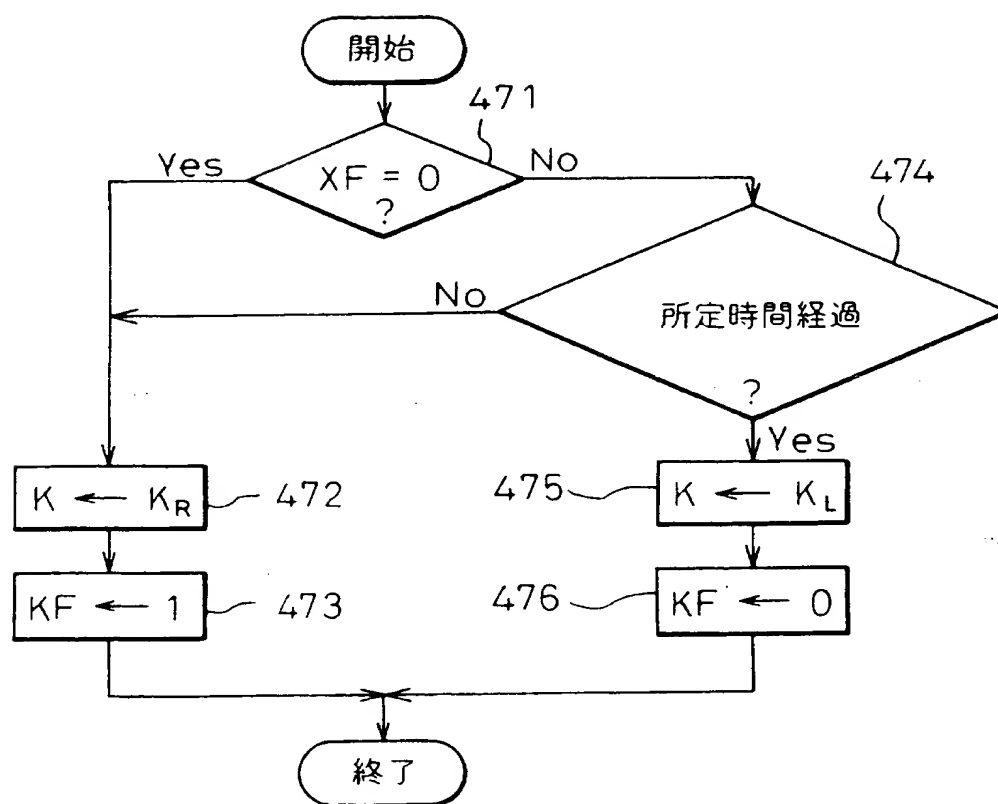 開始
471
Yes
XF = 0
?
No
474
No
所定時間経過
?
Yes
K ← KR
472
475
K ← KL
KF ← 1
473
476
KF ← 0
終了